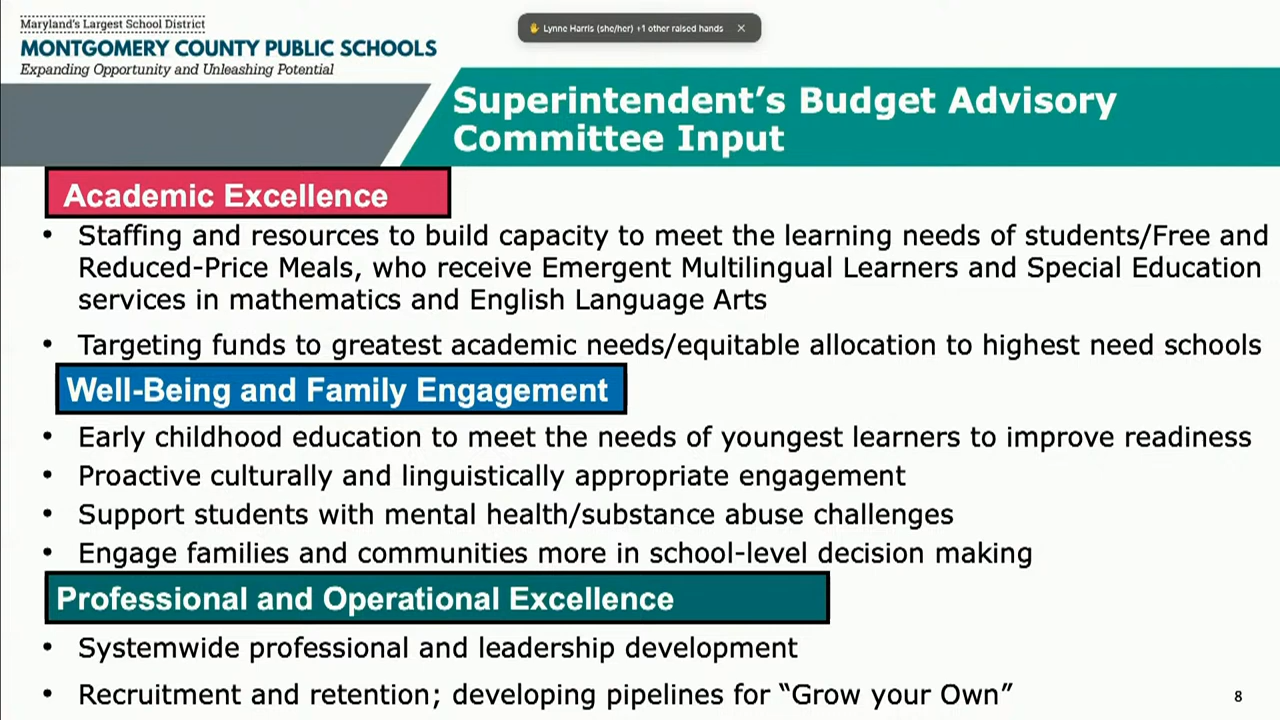 Maryland's Largest School District
MONTGOMERY COUNTY PUBLIC SCHOOLS
Expanding Opportunity and Unleashing Potential
Lynne Harris (she/her) +1 other raised hands
Superintendent's Budget Advisory
Committee Input
Academic Excellence
• Staffing and resources to build capacity to meet the learning needs of students/Free and
Reduced-Price Meals, who receive Emergent Multilingual Learners and Special Education
services in mathematics and English Language Arts
• Targeting funds to greatest academic needs/equitable allocation to highest need schools
Well-Being and Family Engagement
• Early childhood education to meet the needs of youngest learners to improve readiness
• Proactive culturally and linguistically appropriate engagement
• Support students with mental health/substance abuse challenges
• Engage families and communities more in school-level decision making
Professional and Operational Excellence
• Systemwide professional and leadership development
• Recruitment and retention; developing pipelines for “Grow your Own”
8